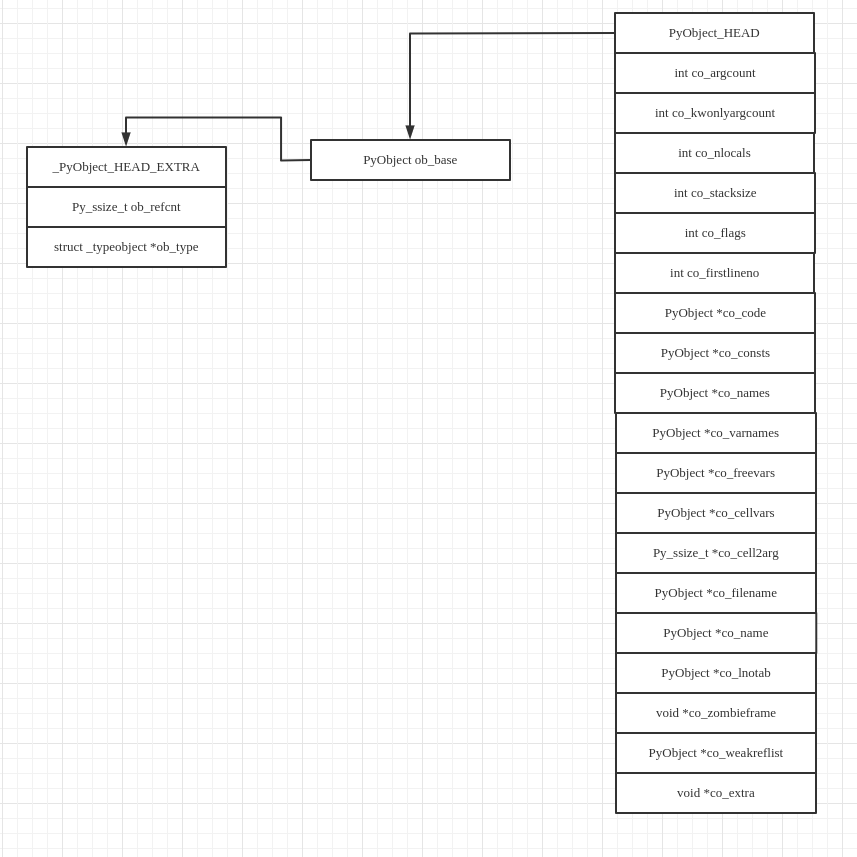 _PyObject_HEAD_EXTRA
Py_ssize_t ob_refcnt
struct _typeobject *ob_type
PyObject ob_base
PyObject_HEAD
int co_argcount
int co_kwonlyargcount
int co_nlocals
int co_stacksize
int co_flags
int co_firstlineno
PyObject *co_code
PyObject *co_consts
PyObject *co_names
PyObject *co_varnames
PyObject *co_freevars
PyObject *co_cellvars
Py_ssize_t *co_cell2arg
PyObject *co_filename
PyObject *co_name
PyObject *co_lnotab
void *co_zombieframe
PyObject *co_weakreflist
void *co_extra